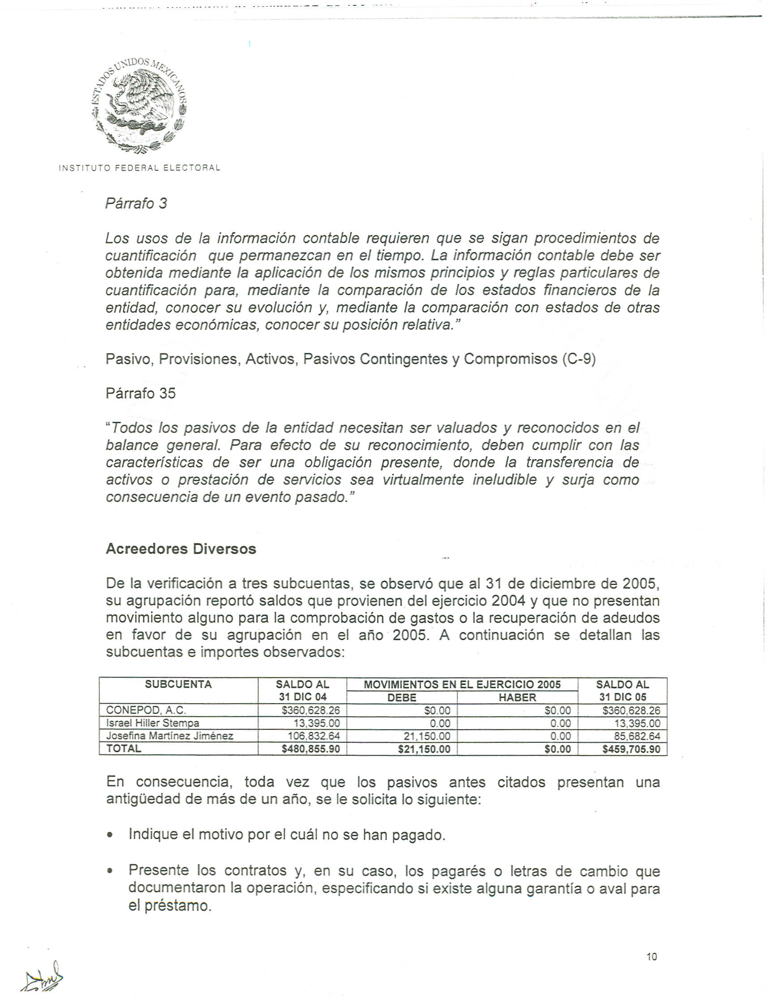 ESTADOS UNIDOS MEXICANOS
INSTITUTO FEDERAL ELECTORAL
Párrafo 3
Los usos de la información contable requieren que se sigan procedimientos de
cuantificación que permanezcan en el tiempo. La información contable debe ser
obtenida mediante la aplicación de los mismos principios y reglas particulares de
cuantificación para, mediante la comparación de los estados financieros de la
entidad, conocer su evolución y, mediante la comparación con estados de otras
entidades económicas, conocer su posición relativa.”
Pasivo, Provisiones, Activos, Pasivos Contingentes y Compromisos (C-9)
Párrafo 35
“Todos los pasivos de la entidad necesitan ser valuados y reconocidos en el
balance general. Para efecto de su reconocimiento, deben cumplir con las
características de ser una obligación presente, donde la transferencia de
activos o prestación de servicios sea virtualmente ineludible y surja como
consecuencia de un evento pasado.”
Acreedores Diversos
De la verificación a tres subcuentas, se observó que al 31 de diciembre de 2005,
su agrupación reportó saldos que provienen del ejercicio 2004 y que no presentan
movimiento alguno para la comprobación de gastos o la recuperación de adeudos
en favor de su agrupación en el año 2005. A continuación se detallan las
subcuentas e importes observados:
SUBCUENTA SALDO AL MOVIMIENTOS EN EL EJERCICIO 2005 SALDO AL
31 DIC 04 DEBE HABER 31 DIC 05
CONEPOD, A.C. $360,628.26 $0.00 $0.00 $360,628.26
Israel Hiller Stempa 13,395.00 0.00 0.00 13,395.00
Josefina Martínez Jiménez 106,832.64 21,150.00 0.00 85,682.64
TOTAL $480,855.90 $21,150.00 $0.00 $459,705.90
En consecuencia, toda vez que los pasivos antes citados presentan una
antigüedad de más de un año, se le solicita lo siguiente:
• Indique el motivo por el cuál no se han pagado.
• Presente los contratos y, en su caso, los pagarés o letras de cambio que
documentaron la operación, especificando si existe alguna garantía o aval para
el préstamo.
10